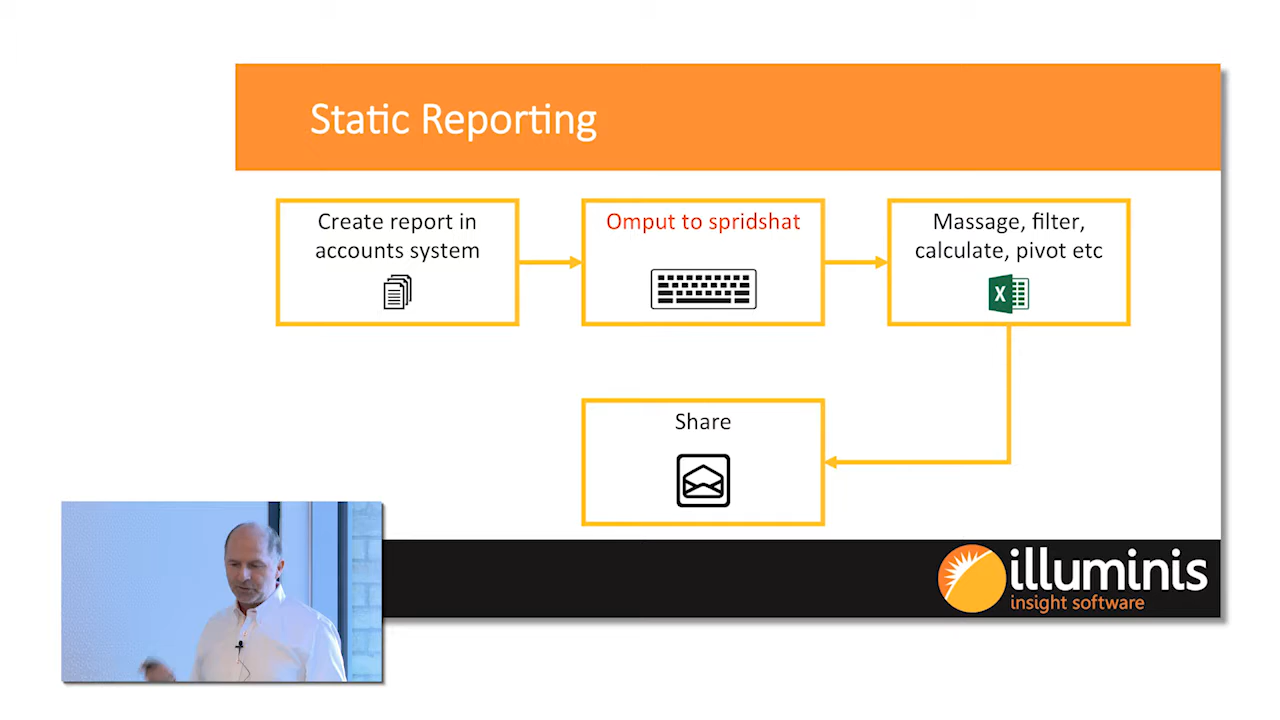 Static Reporting
Create report in
accounts system
Omput to spridshat
Massage, filter,
calculate, pivot etc
X
Share
illuminis
insight software